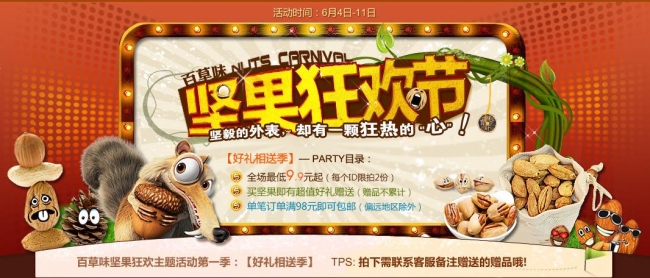 活动时间：6月4日-11日
百草味 NUTS CARNIVAL
坚果狂欢节
坚毅的外表，却有一颗狂热的“心”！
【好礼相送季】— PARTY目录：
全场最低9.9元起（每个ID限拍2份）
买坚果即有超值好礼赠送（赠品不累计）
单笔订单满98元即可包邮（偏远地区除外）
百草味坚果狂欢主题活动第一季：【好礼相送季】 TPS: 拍下需联系客服备注赠送的赠品哦!